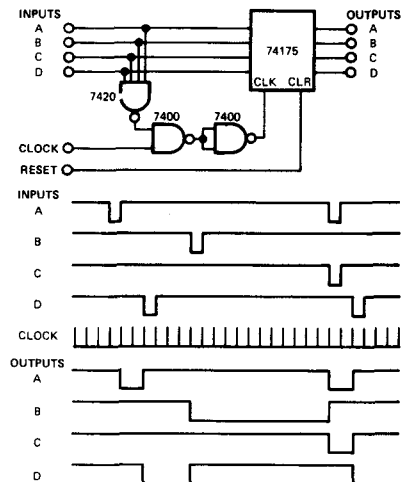 INPUTS
OUTPUTS
A
B
C
D
74175
CLK CLR
A
B
C
D
7420
7400
7400
CLOCK
RESET
INPUTS
A
B
C
D
CLOCK
OUTPUTS
A
B
C
D